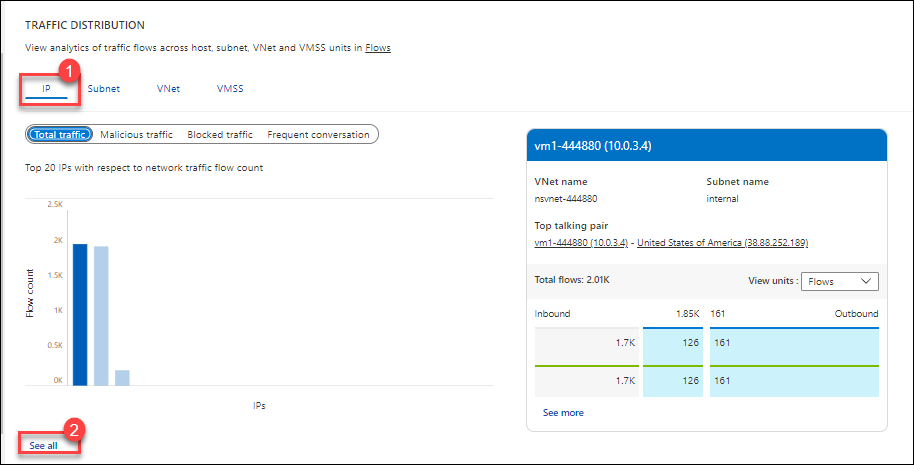 TRAFFIC DISTRIBUTION
View analytics of traffic flows across host, subnet, VNet and VMSS units in Flows
1
IP Subnet VNet VMSS
Total traffic Malicious traffic Blocked traffic Frequent conversation
Top 20 IPs with respect to network traffic flow count
2.5K
2K
1.5K
1K
0.5K
0K
Flow count
IPs
2
See all
vm1-444880 (10.0.3.4)
VNet name Subnet name
nsvnet-444880 internal
Top talking pair
vm1-444880 (10.0.3.4) - United States of America (38.88.252.189)
Total flows: 2.01K View units : Flows
Inbound 1.85K 161 Outbound
1.7K 126 161
1.7K 126 161
See more